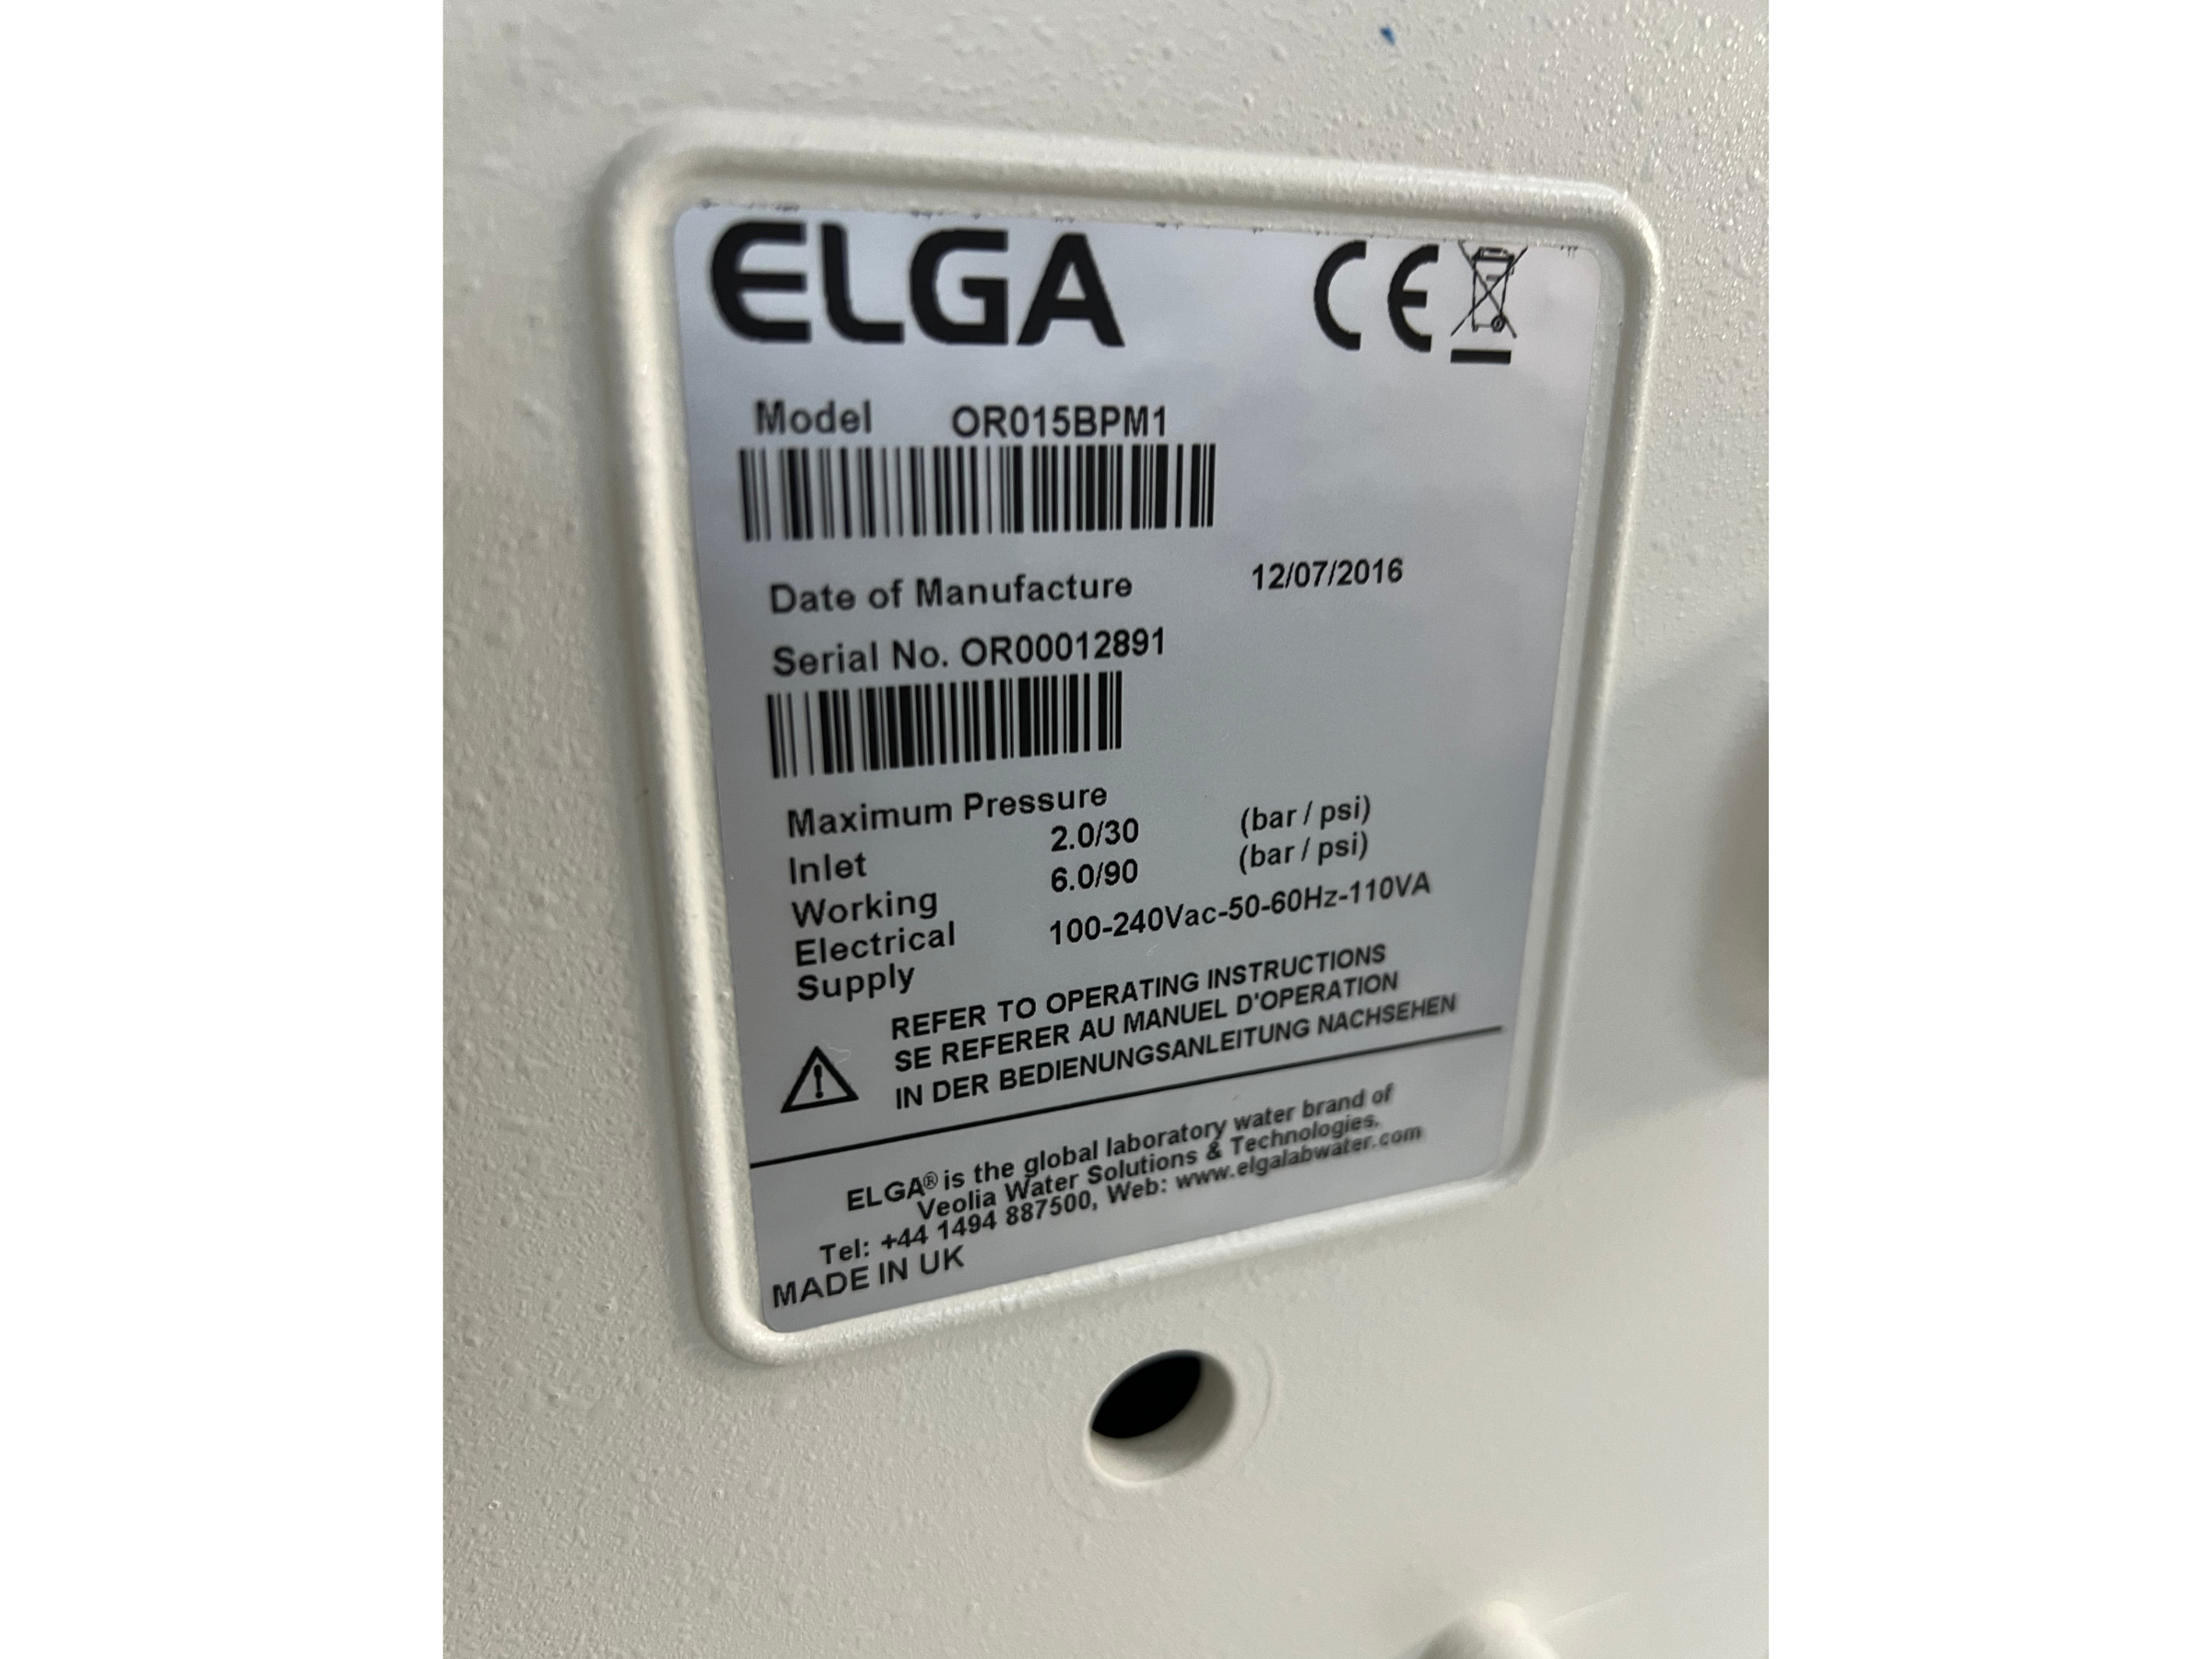 ELGA CE
Model OR015BPM1
Date of Manufacture 12/07/2016
Serial No. OR00012891
Maximum Pressure
Inlet 2.0/30 (bar / psi)
Working 6.0/90 (bar / psi)
Electrical 100-240Vac-50-60Hz-110VA
Supply
REFER TO OPERATING INSTRUCTIONS
SE REFERER AU MANUEL D'OPERATION
IN DER BEDIENUNGSANLEITUNG NACHSEHEN
ELGA® is the global laboratory water brand of
Veolia Water Solutions & Technologies.
Tel: +44 1494 887500, Web: www.elgalabwater.com
MADE IN UK